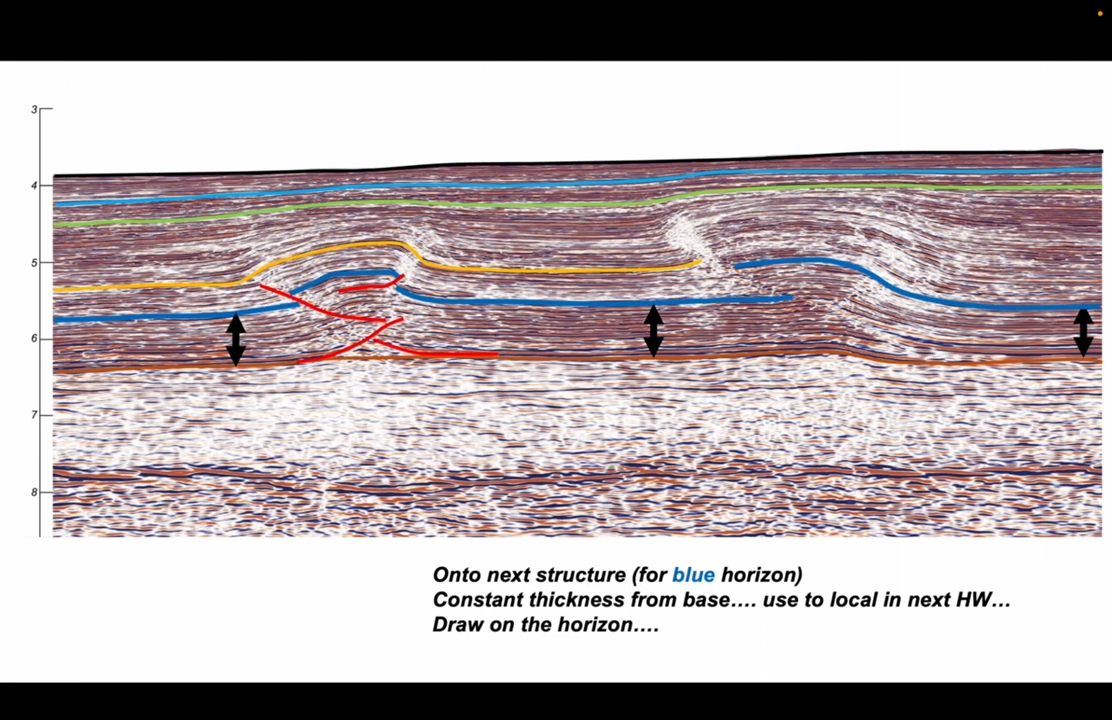 3
4
5
6
7
8
Onto next structure (for blue horizon)
Constant thickness from base…. use to local in next HW…
Draw on the horizon….